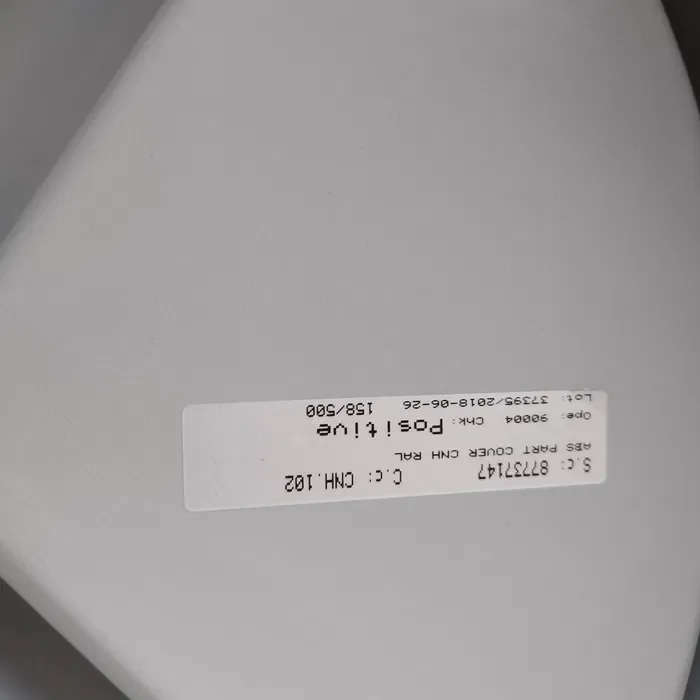 S.c: 87737147 C.c: CNH.102
ABS PART COVER CNH RAL
Ope: 90004 Chk: Positive
Lot: 37395/2018-06-26 158/500